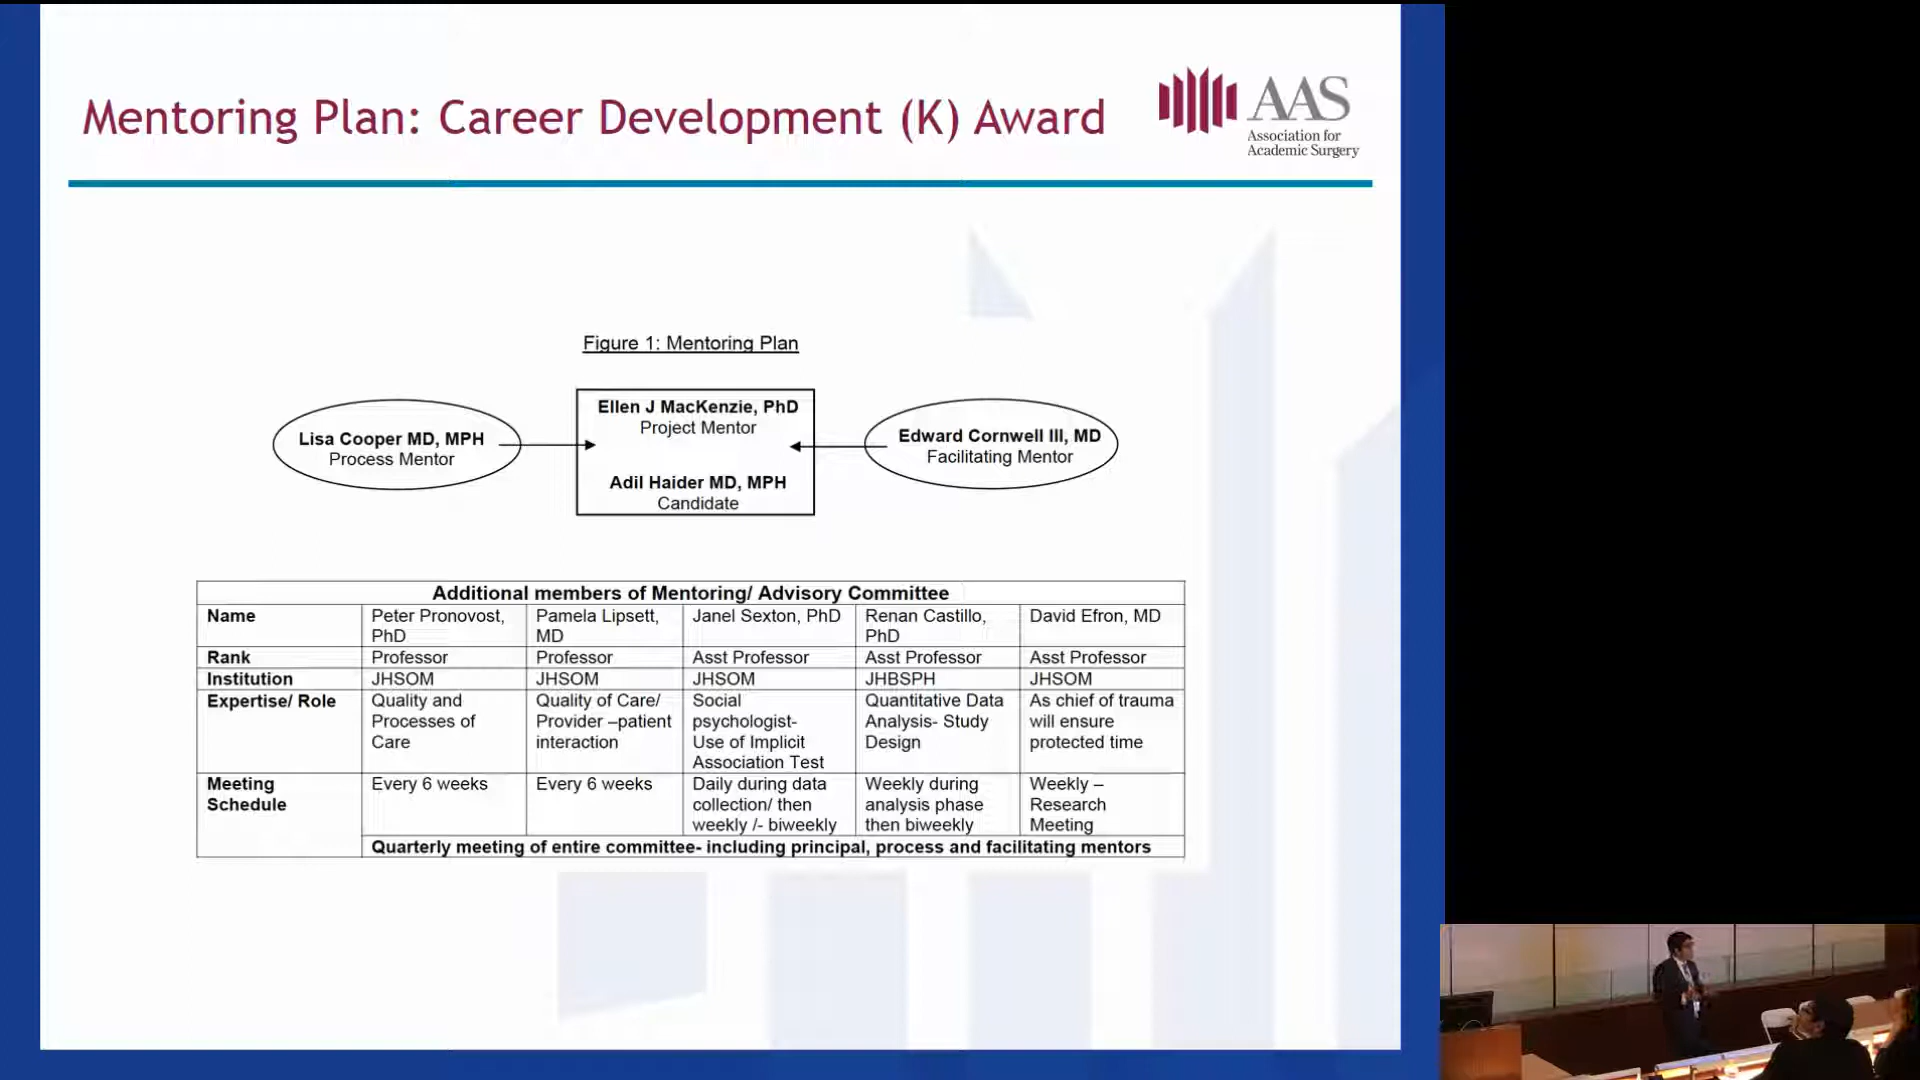 Mentoring Plan: Career Development (K) Award
AAS
Association for
Academic Surgery
Figure 1: Mentoring Plan
Lisa Cooper MD, MPH
Process Mentor
Ellen J MacKenzie, PhD
Project Mentor
Adil Haider MD, MPH
Candidate
Edward Cornwell III, MD
Facilitating Mentor
Additional members of Mentoring/ Advisory Committee
Name
Peter Pronovost,
PhD
Pamela Lipsett,
MD
Janel Sexton, PhD
Renan Castillo,
PhD
David Efron, MD
Rank
Professor
Professor
Asst Professor
Asst Professor
Asst Professor
Institution
JHSOM
JHSOM
JHSOM
JHBSPH
JHSOM
Expertise/ Role
Quality and
Processes of
Care
Quality of Care/
Provider –patient
interaction
Social
psychologist-
Use of Implicit
Association Test
Quantitative Data
Analysis- Study
Design
As chief of trauma
will ensure
protected time
Meeting
Schedule
Every 6 weeks
Every 6 weeks
Daily during data
collection/ then
weekly /- biweekly
Weekly during
analysis phase
then biweekly
Weekly –
Research
Meeting
Quarterly meeting of entire committee- including principal, process and facilitating mentors